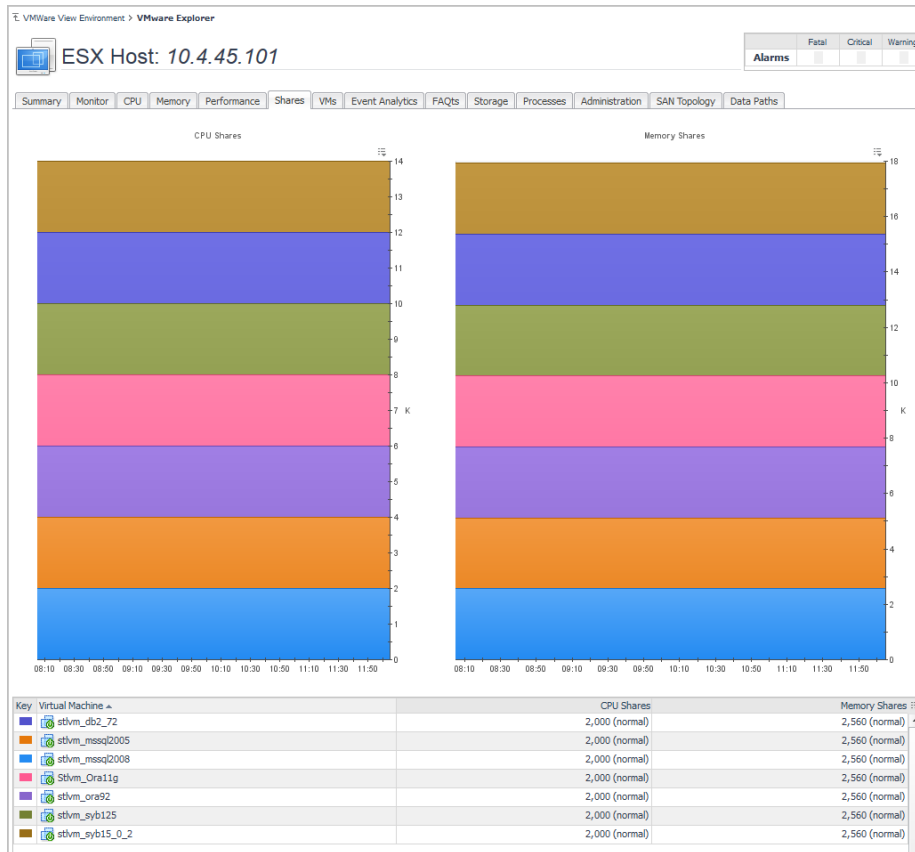 VMWare View Environment > VMware Explorer
ESX Host: 10.4.45.101
Fatal Critical Warning
Alarms
Summary Monitor CPU Memory Performance Shares VMs Event Analytics FAQts Storage Processes Administration SAN Topology Data Paths
CPU Shares
14
13
12
11
10
9
8
7 K
6
5
4
3
2
1
0
08:10 08:30 08:50 09:10 09:30 09:50 10:10 10:30 10:50 11:10 11:30 11:50
Memory Shares
18
16
14
12
10
K
8
6
4
2
0
08:10 08:30 08:50 09:10 09:30 09:50 10:10 10:30 10:50 11:10 11:30 11:50
Key Virtual Machine CPU Shares Memory Shares
stlvm_db2_72 2,000 (normal) 2,560 (normal)
stlvm_mssql2005 2,000 (normal) 2,560 (normal)
stlvm_mssql2008 2,000 (normal) 2,560 (normal)
Stlvm_Ora11g 2,000 (normal) 2,560 (normal)
stlvm_ora92 2,000 (normal) 2,560 (normal)
stlvm_syb125 2,000 (normal) 2,560 (normal)
stlvm_syb15_0_2 2,000 (normal) 2,560 (normal)